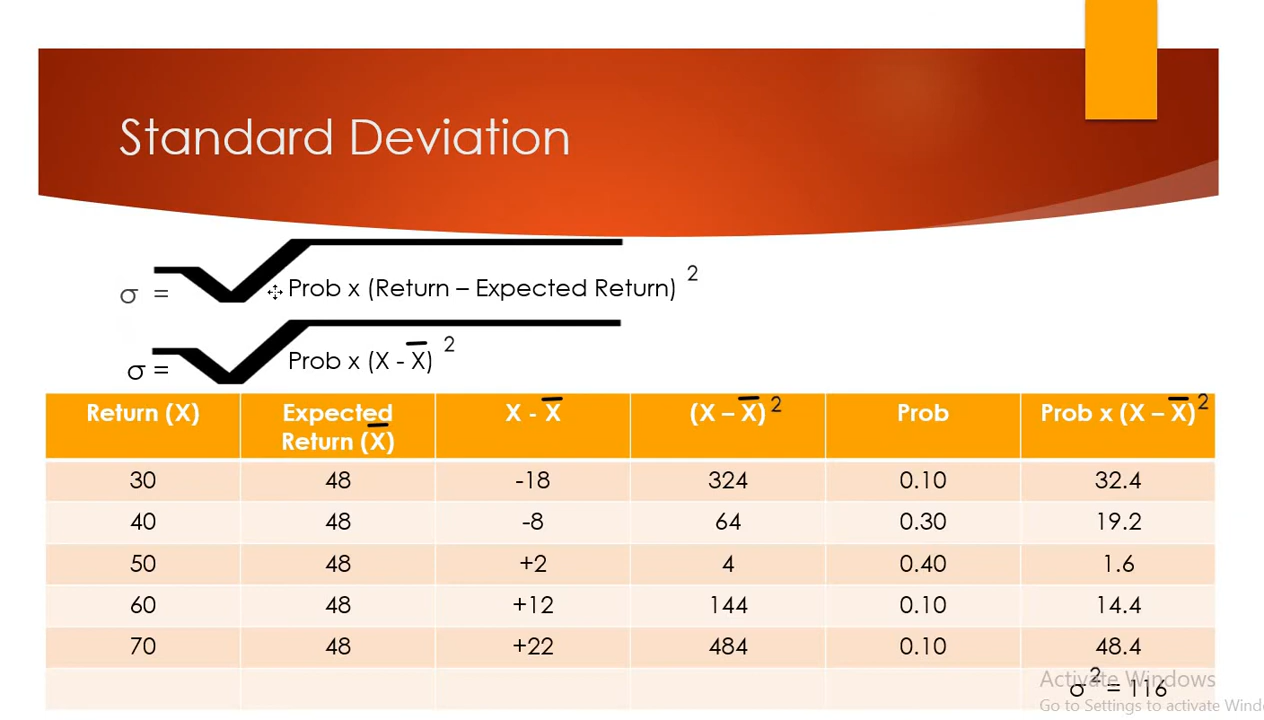 Standard Deviation
σ = √ Prob x (Return – Expected Return) ²
σ = √ Prob x (X - X̅) ²
Return (X) Expected Return (X̅) X - X̅ (X – X̅) ² Prob Prob x (X – X̅) ²
30 48 -18 324 0.10 32.4
40 48 -8 64 0.30 19.2
50 48 +2 4 0.40 1.6
60 48 +12 144 0.10 14.4
70 48 +22 484 0.10 48.4
σ ² = 116
Activate Windows
Go to Settings to activate Wind